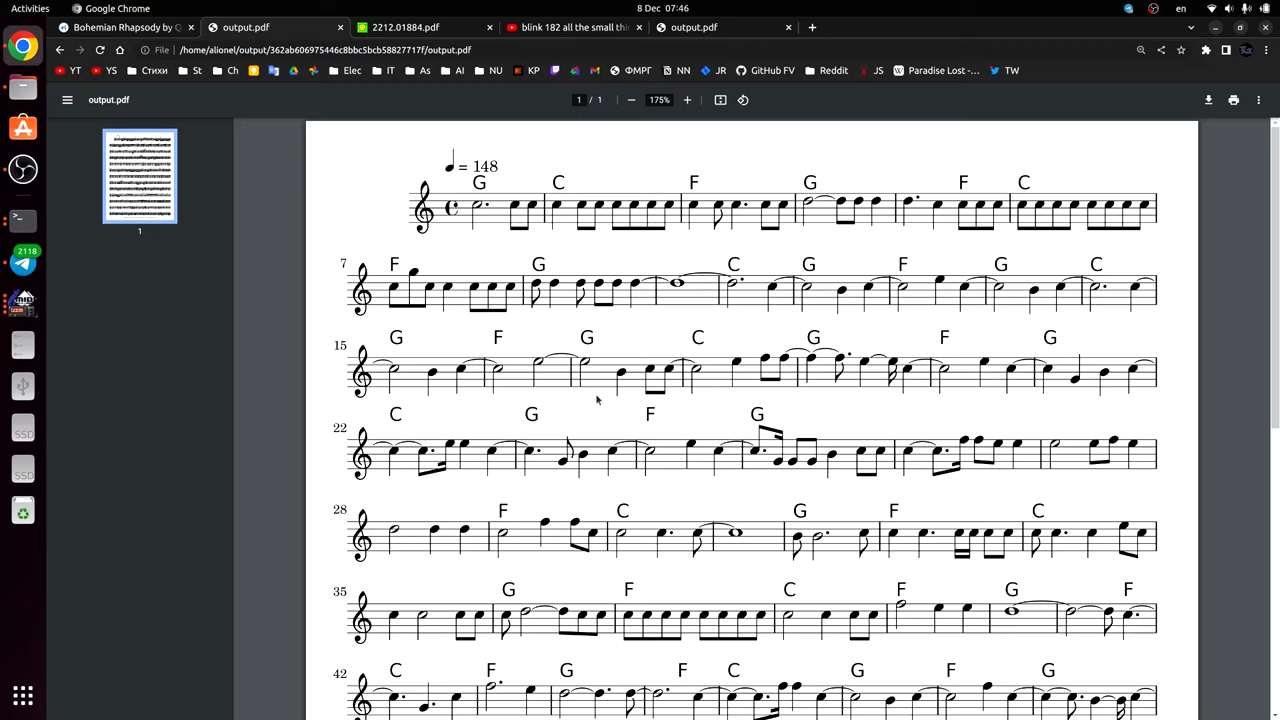 Activities Google Chrome 8 Dec 07:46 en
Bohemian Rhapsody by Q output.pdf 2212.01884.pdf blink 182 all the small thi output.pdf
File /home/alionel/output/362ab606975446c8bbc5bcb58827717f/output.pdf
YT YS Стихи St Ch Elec IT As AI NU KP ФМРГ NN JR GitHub FV Reddit JS Paradise Lost -... TW
output.pdf 1 / 1 175%
= 148
G C F G F C
7 F G C G F G C
15 G F G C G F G
22 C G F G
28 F C G F C
1
35 G F C F G F
42 C F G F C G F G
2118